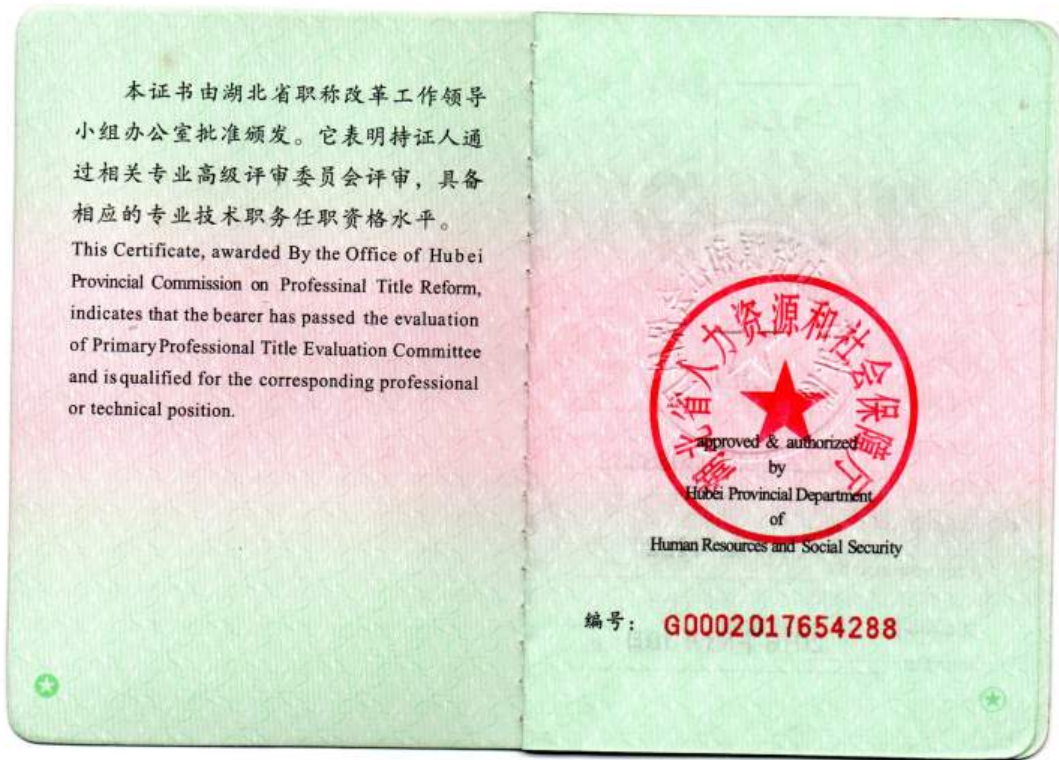 本证书由湖北省职称改革工作领导
小组办公室批准颁发。它表明持证人通
过相关专业高级评审委员会评审，具备
相应的专业技术职务任职资格水平。
This Certificate, awarded By the Office of Hubei
Provincial Commission on Professinal Title Reform,
indicates that the bearer has passed the evaluation
of Primary Professional Title Evaluation Committee
and is qualified for the corresponding professional
or technical position.
湖北省人力资源和社会保障厅
approved & authorized
by
Hubei Provincial Department
of
Human Resources and Social Security
编号： G0002017654288